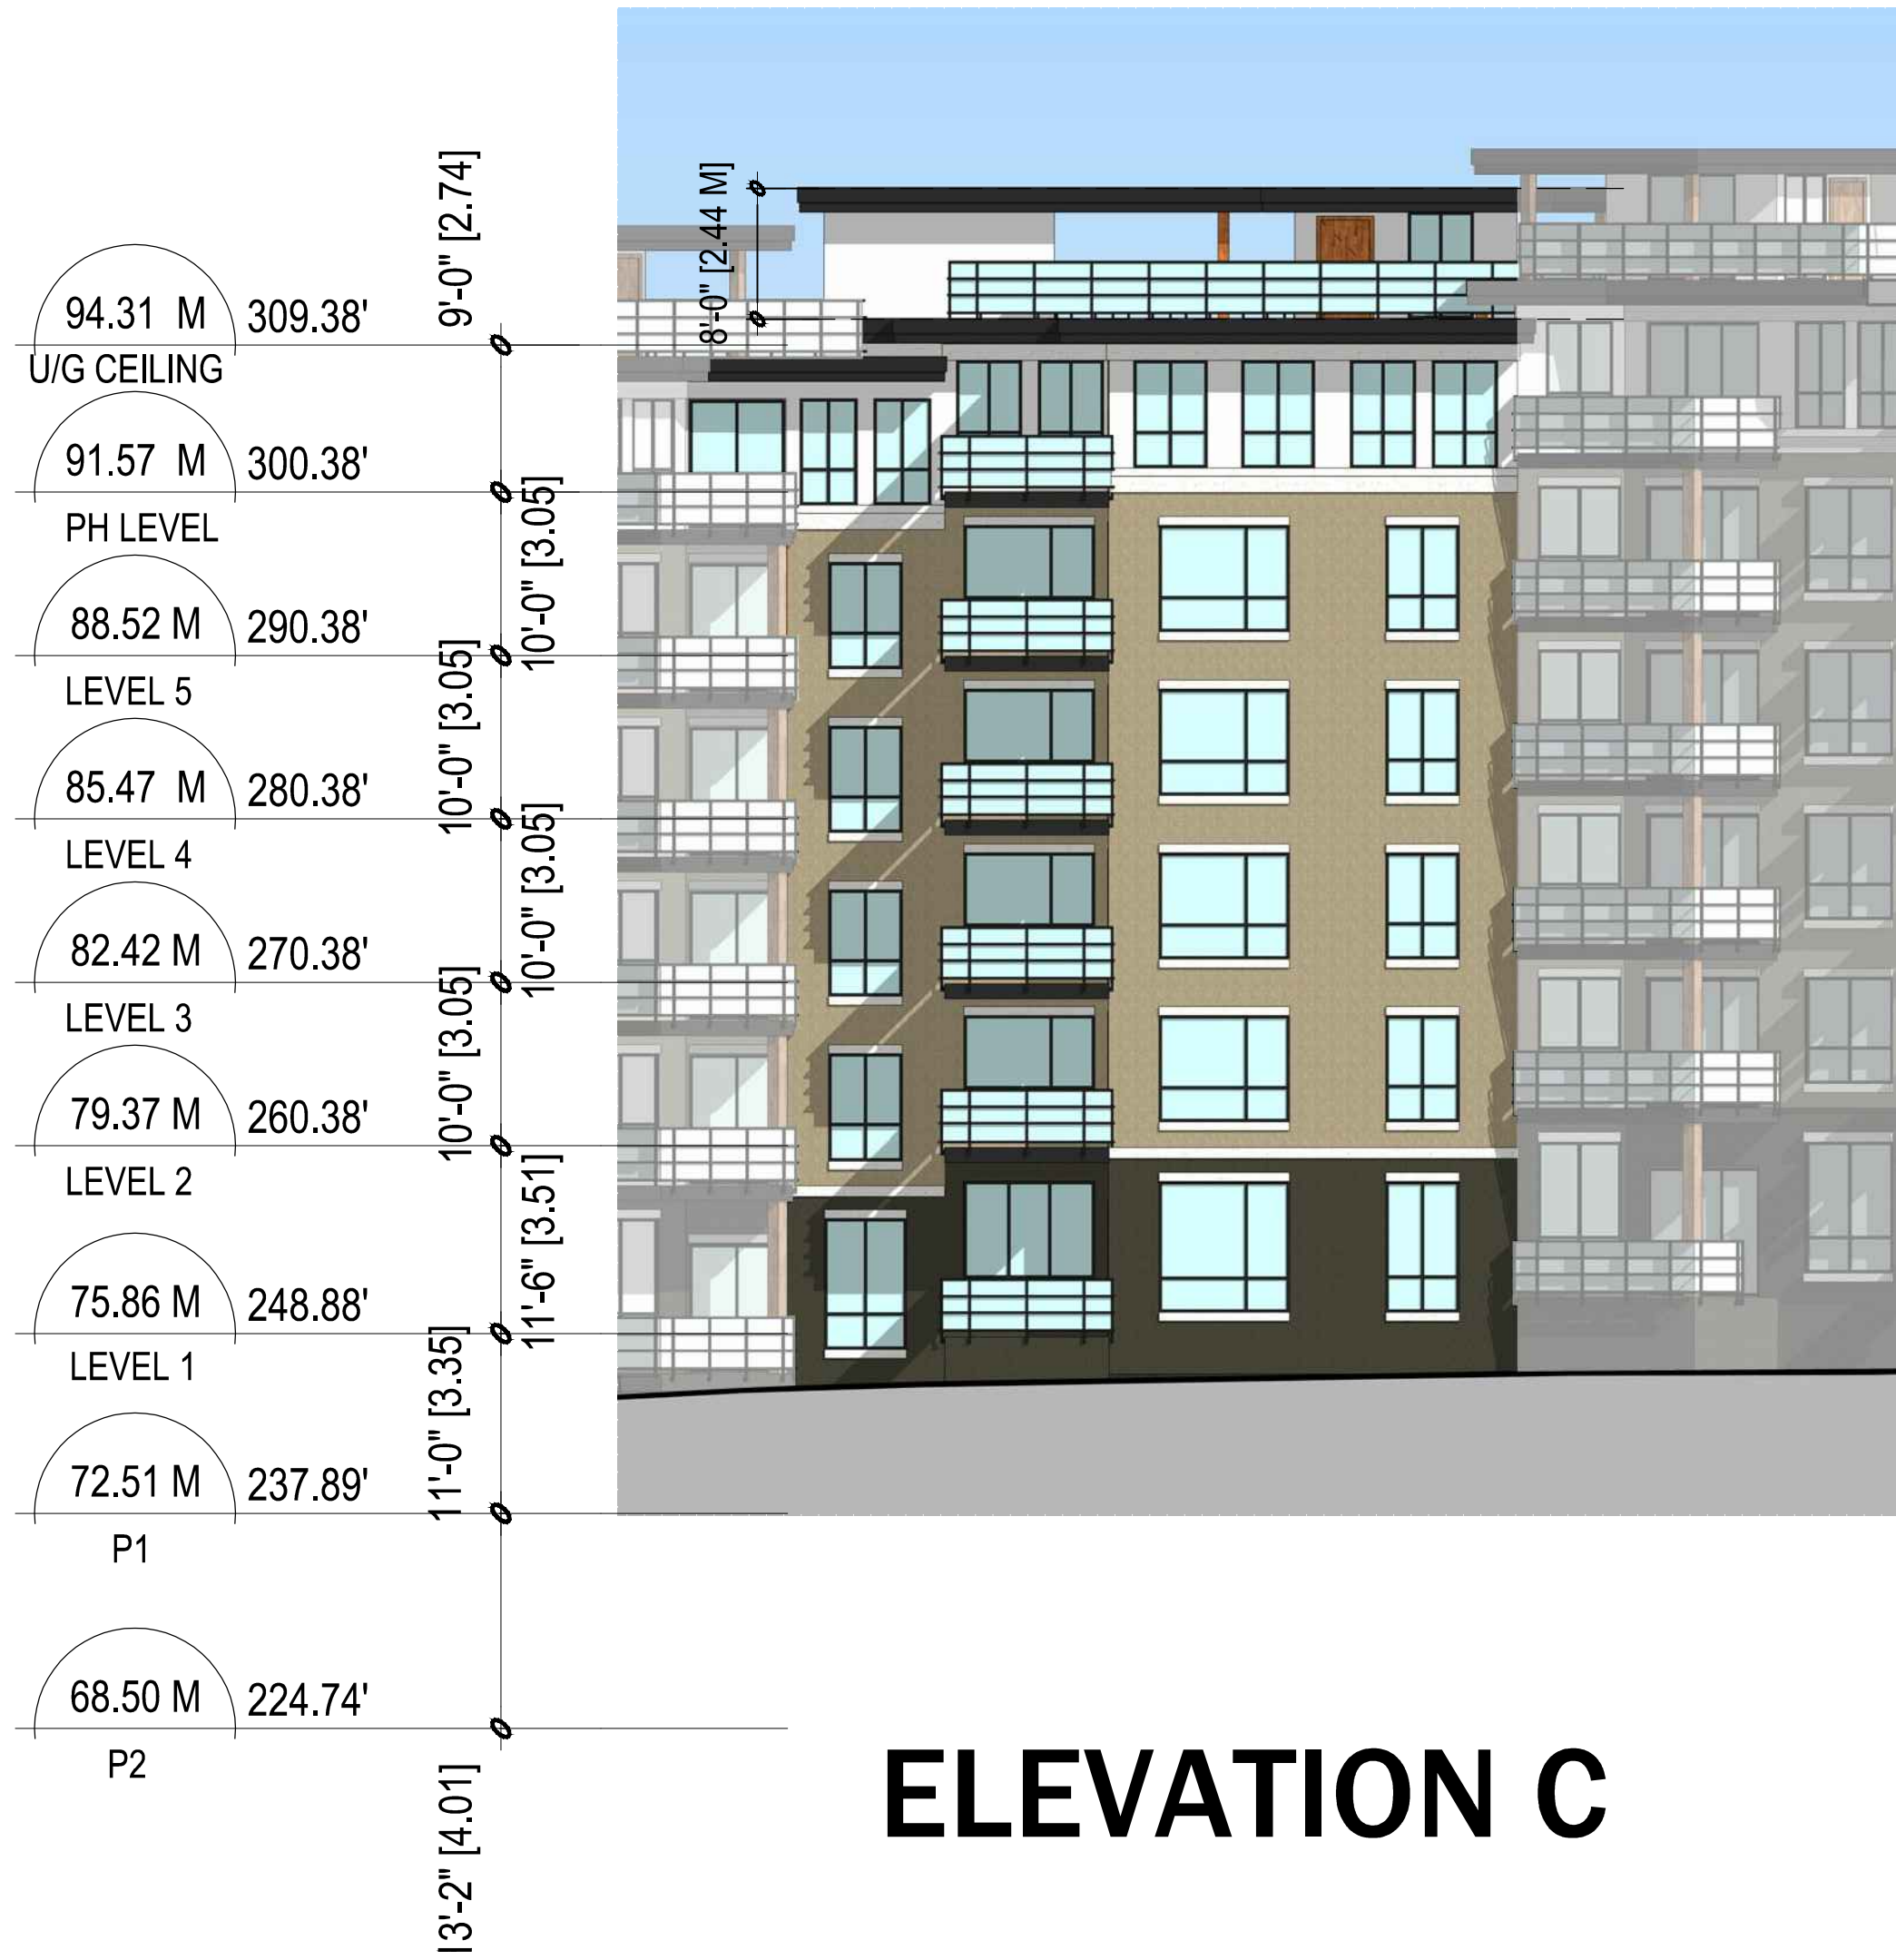 9'-0" [2.74]
8'-0" [2.44 M]
94.31 M 309.38'
U/G CEILING
91.57 M 300.38'
PH LEVEL
10'-0" [3.05]
88.52 M 290.38'
LEVEL 5
10'-0" [3.05]
85.47 M 280.38'
LEVEL 4
10'-0" [3.05]
82.42 M 270.38'
LEVEL 3
10'-0" [3.05]
79.37 M 260.38'
LEVEL 2
11'-6" [3.51]
75.86 M 248.88'
LEVEL 1
11'-0" [3.35]
72.51 M 237.89'
P1
68.50 M 224.74'
P2
13'-2" [4.01]
ELEVATION C